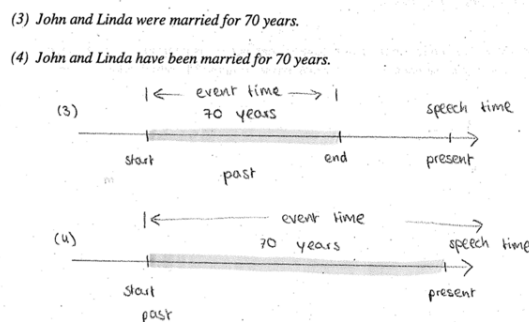 (3) John and Linda were married for 70 years.
(4) John and Linda have been married for 70 years.
|← event time → |
(3) 70 years speech time
start end present
past
|← event time →
(4) 70 years speech time
start present
past